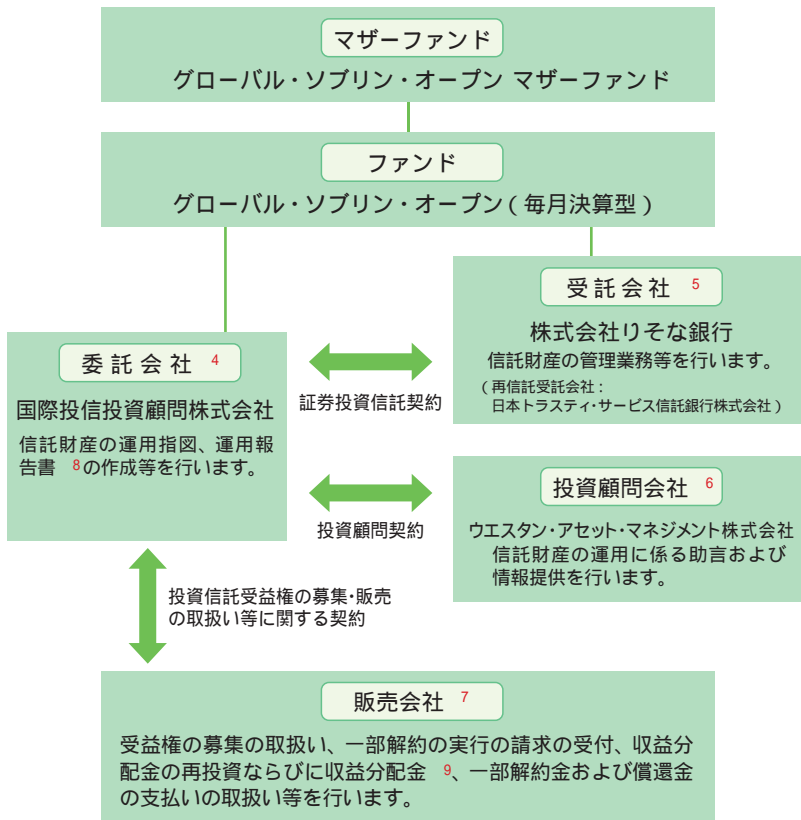 マザーファンド
グローバル・ソブリン・オープン マザーファンド
ファンド
グローバル・ソブリン・オープン(毎月決算型)
受託会社 5
株式会社りそな銀行
信託財産の管理業務等を行います。
(再信託受託会社:
日本トラスティ・サービス信託銀行株式会社)
委託会社 4
国際投信投資顧問株式会社
信託財産の運用指図、運用報
告書 8の作成等を行います。
証券投資信託契約
投資顧問会社 6
ウエスタン・アセット・マネジメント株式会社
信託財産の運用に係る助言および
情報提供を行います。
投資顧問契約
投資信託受益権の募集・販売
の取扱い等に関する契約
販売会社 7
受益権の募集の取扱い、一部解約の実行の請求の受付、収益分
配金の再投資ならびに収益分配金 9、一部解約金および償還金
の支払いの取扱い等を行います。